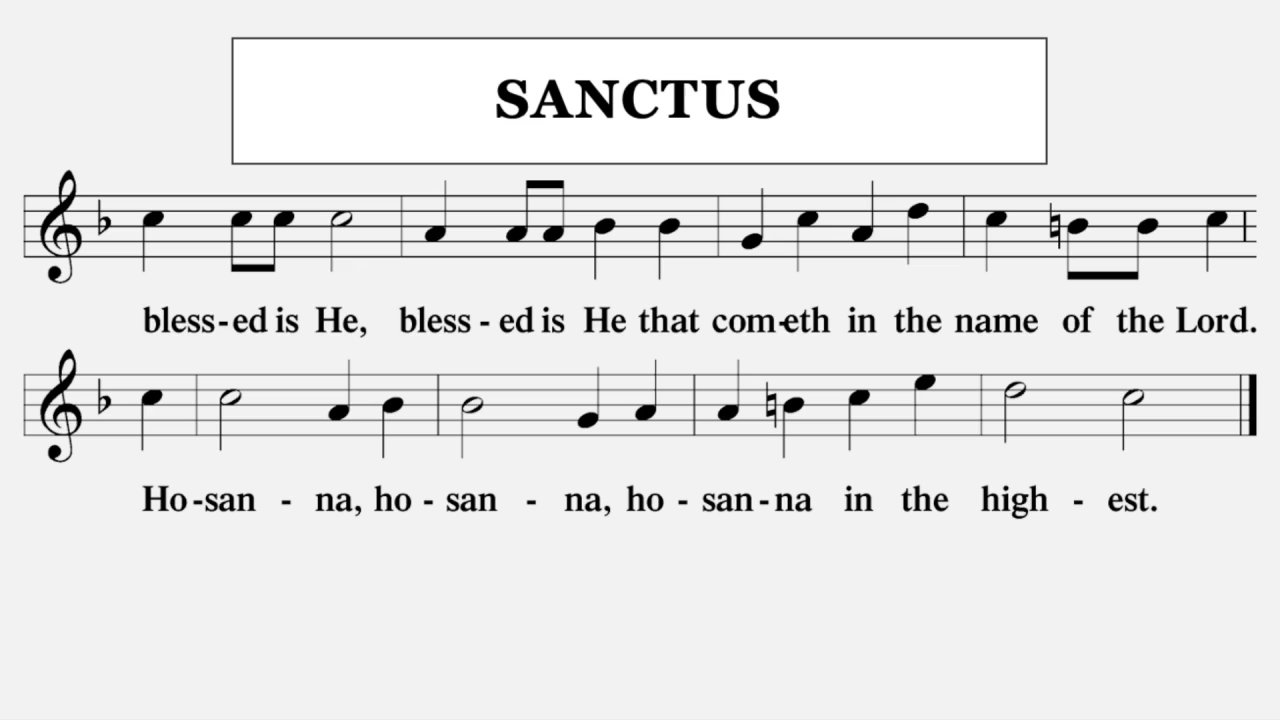 SANCTUS
bless-ed is He, bless - ed is He that com-eth in the name of the Lord.
Ho-san - na, ho - san - na, ho - san-na in the high - est.